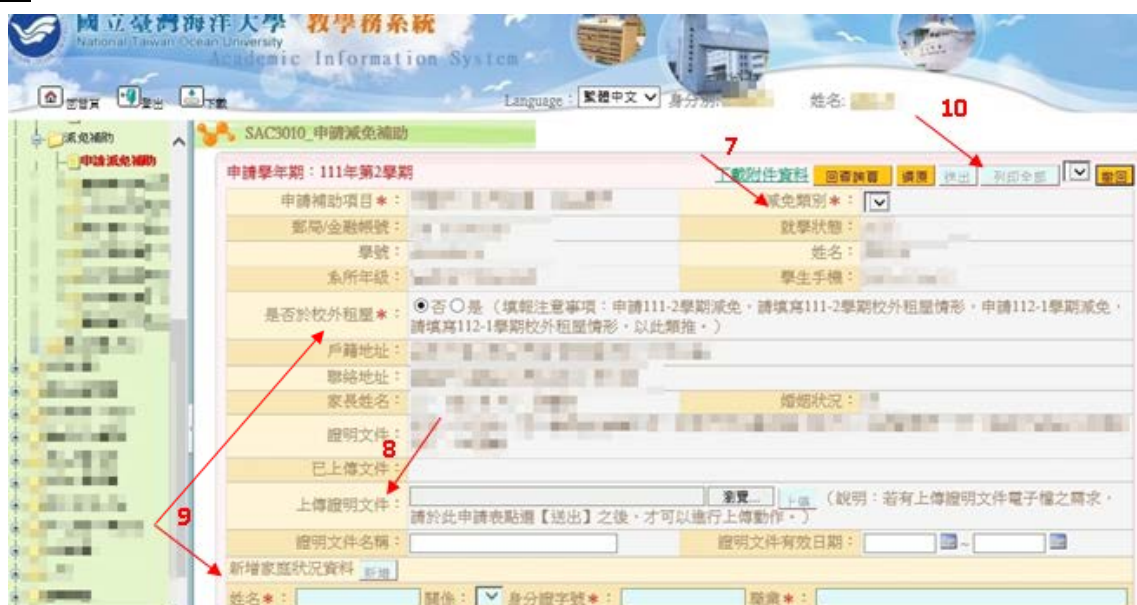 國立臺灣海洋大學 教學務系統
National Taiwan Ocean University
Academic Information System
回首頁 登出 下載
Language : 繁體中文 身分別: 姓名:
10
減免補助
申請減免補助
SAC3010_申請減免補助
7
申請學年期：111年第2學期
下載附件資料 回查詢頁 還原 送出 列印全部 撤回
申請補助項目＊： 減免類別＊：
郵局/金融帳號： 就學狀態：
學號： 姓名：
系所年級： 學生手機：
是否於校外租屋＊： 否 是（填報注意事項：申請111-2學期減免，請填寫111-2學期校外租屋情形，申請112-1學期減免，
請填寫112-1學期校外租屋情形，以此類推。）
戶籍地址：
聯絡地址：
家長姓名： 婚姻狀況：
證明文件：
8
已上傳文件：
上傳證明文件： 瀏覽... 上傳 （說明：若有上傳證明文件電子檔之需求，
請於此申請表點選【送出】之後，才可以進行上傳動作。）
9
證明文件名稱： 證明文件有效日期： ~
新增家庭狀況資料 新增
姓名＊： 關係： 身分證字號＊： 職業＊：